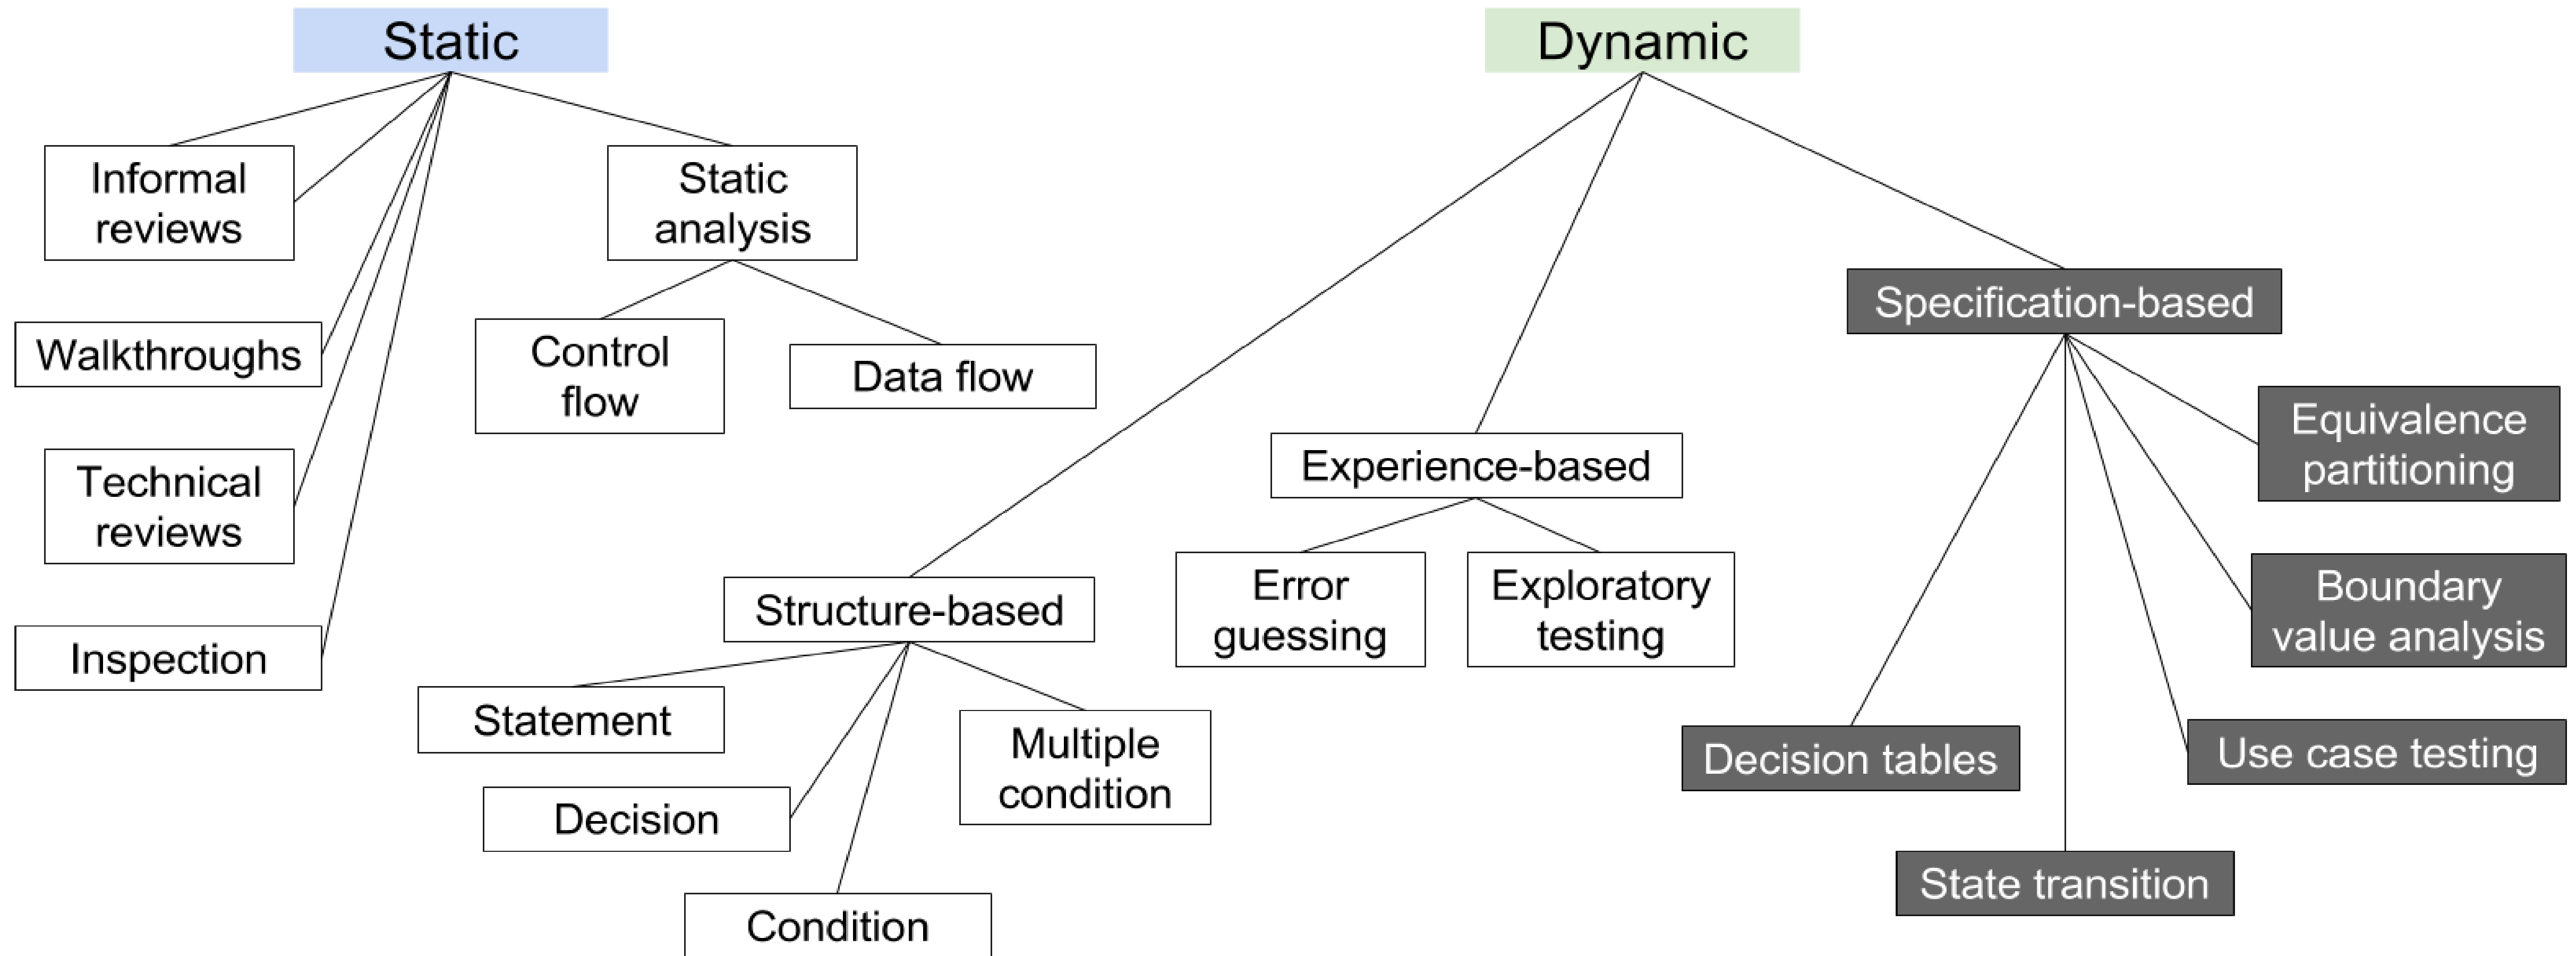 Static
Dynamic
Informal
reviews
Static
analysis
Walkthroughs
Control
flow
Data flow
Technical
reviews
Inspection
Structure-based
Statement
Decision
Condition
Multiple
condition
Experience-based
Error
guessing
Exploratory
testing
Specification-based
Equivalence
partitioning
Boundary
value analysis
Use case testing
Decision tables
State transition